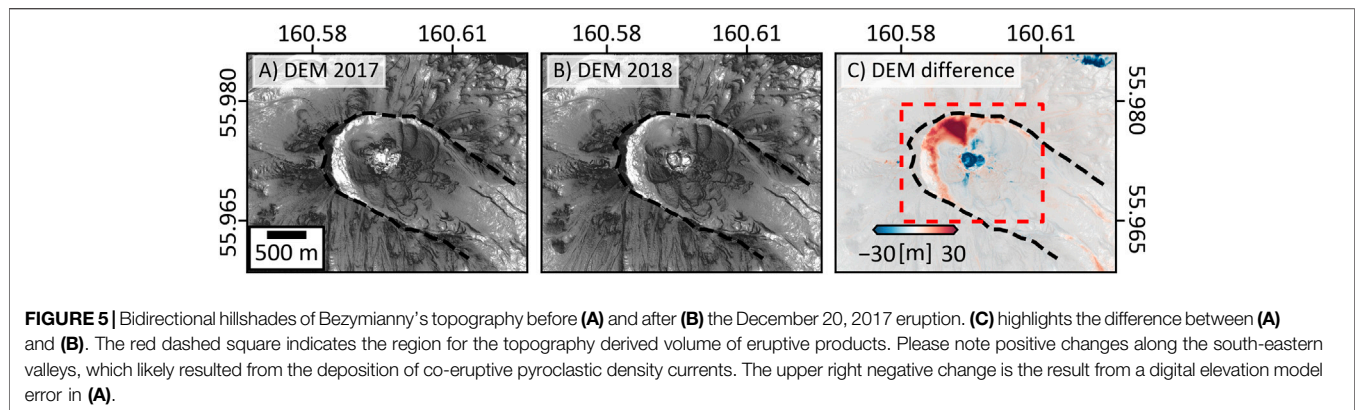 160.58 160.61 160.58 160.61 160.58 160.61
A) DEM 2017 B) DEM 2018 C) DEM difference
55.980 55.980
55.965 55.965
500 m −30 [m] 30
FIGURE 5 | Bidirectional hillshades of Bezymianny's topography before (A) and after (B) the December 20, 2017 eruption. (C) highlights the difference between (A)
and (B). The red dashed square indicates the region for the topography derived volume of eruptive products. Please note positive changes along the south-eastern
valleys, which likely resulted from the deposition of co-eruptive pyroclastic density currents. The upper right negative change is the result from a digital elevation model
error in (A).